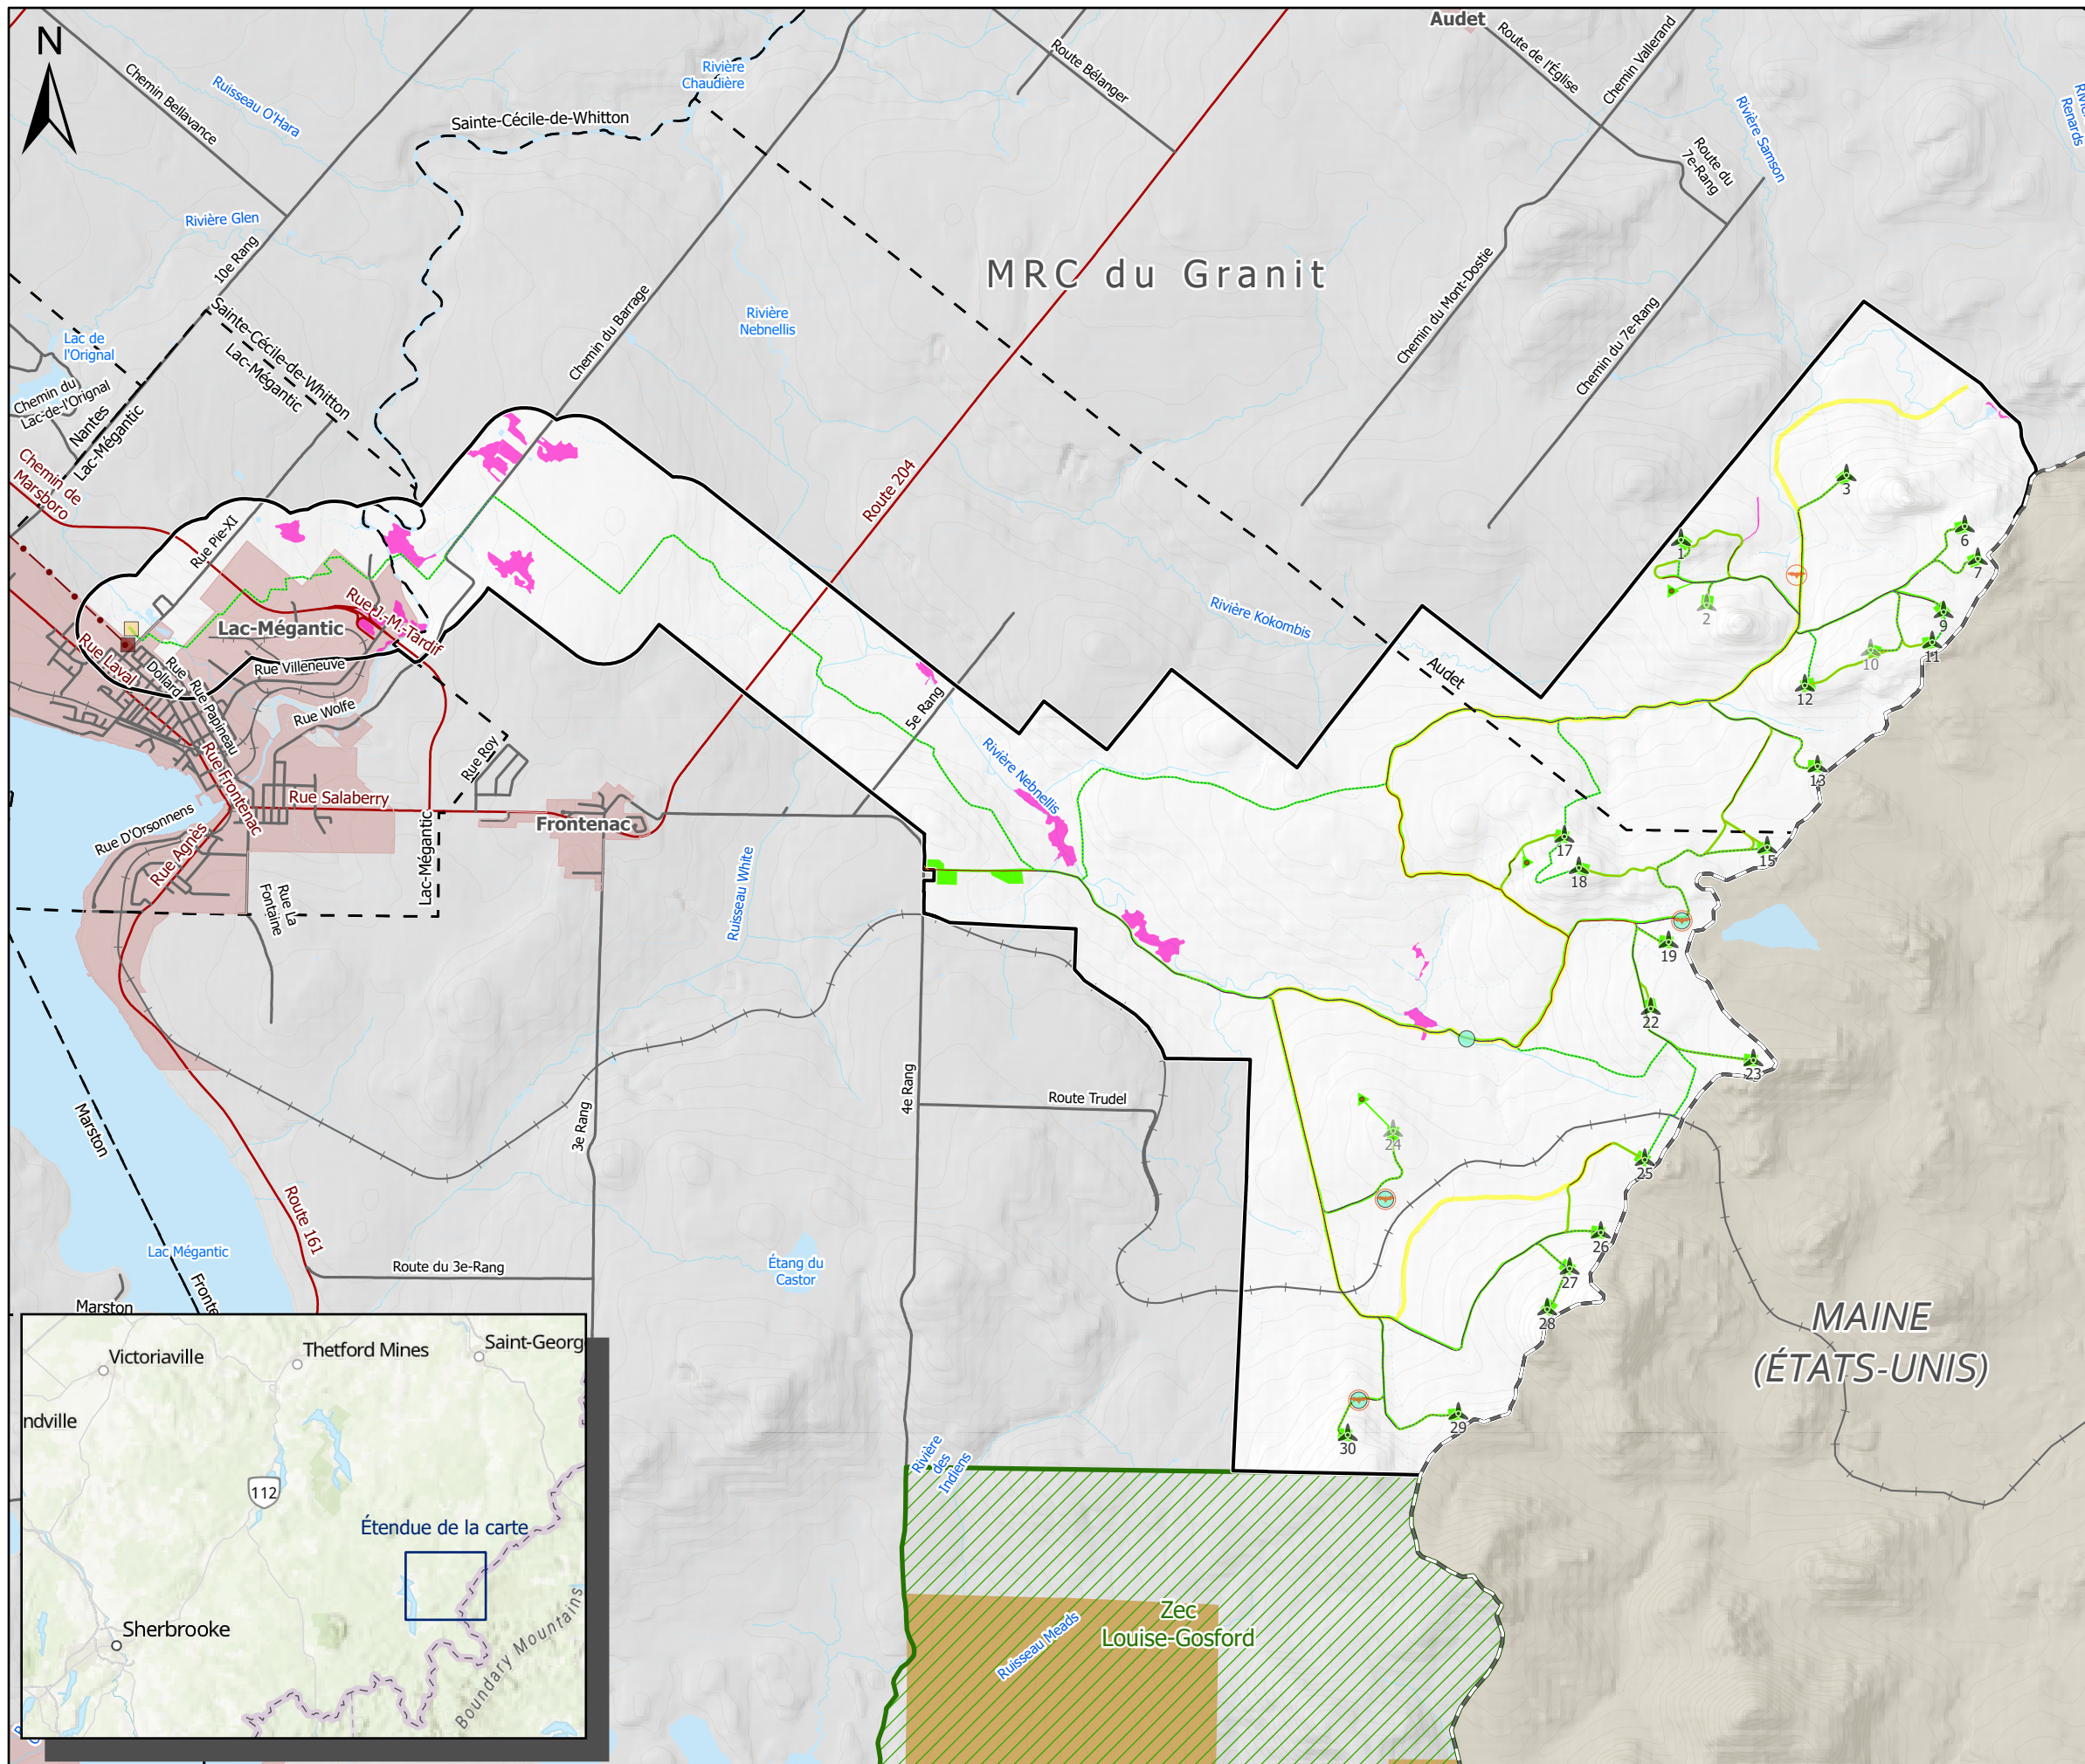 N
Audet
Route de l'Église
Chemin Vallerand
Route Bélanger
Rivière
Chaudière
Chemin Bellavance
Ruisseau O'Hara
Sainte-Cécile-de-Whitton
Rivière Samson
Renards
Route du
7e-Rang
Rivière Glen
10e Rang
MRC du Granit
Chemin du Mont-Dostie
Chemin du 7e-Rang
Chemin du Barrage
Rivière
Nebnellis
Lac de
l'Orignal
Chemin du
Lac-de-l'Orignal
Sainte-Cécile-de-Whitton
Lac-Mégantic
Nantes
Lac-Mégantic
Chemin de
Marsboro
Rue Pie-XI
Route 204
Rivière Kokombis
Audet
Rue J.-M.-Tardif
Lac-Mégantic
Rue Laval
Rue Dollard
Rue Papineau
Rue Villeneuve
Rue Wolfe
Rue Frontenac
Rue Roy
Rue Salaberry
Frontenac
5e Rang
Rivière Nebnellis
Rue D'Orsonnens
Rue Agnès
Rue La
Fontaine
Lac-Mégantic
Ruisseau White
1
2
3
6
7
9
10
11
12
13
15
17
18
19
22
23
24
25
26
27
28
29
30
Marston
Route 161
Lac Mégantic
3e Rang
4e Rang
Route Trudel
Route du 3e-Rang
Étang du
Castor
Marston
MAINE
(ÉTATS-UNIS)
Rivière
des
Indiens
Zec
Louise-Gosford
Ruisseau Meads
Victoriaville
Thetford Mines
Saint-Georg
ndville
112
Étendue de la carte
Sherbrooke
Boundary Mountains